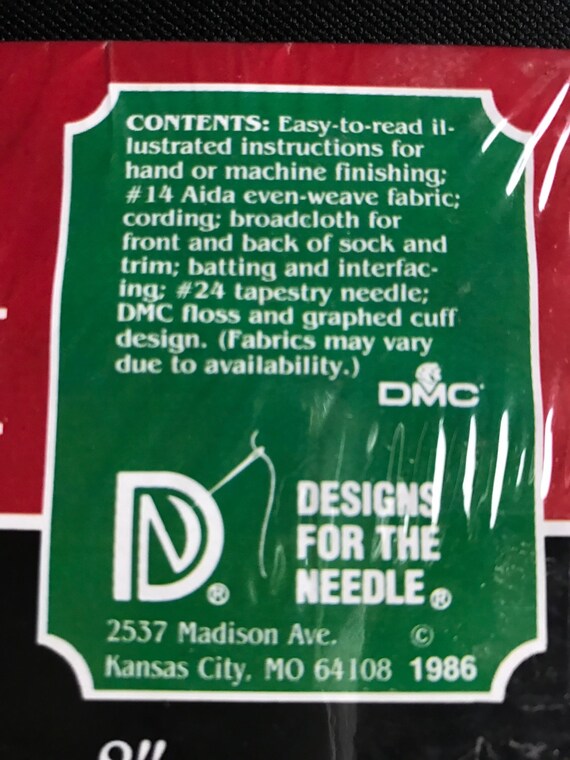 CONTENTS: Easy-to-read il-
lustrated instructions for
hand or machine finishing;
#14 Aida even-weave fabric;
cording; broadcloth for
front and back of sock and
trim; batting and interfac-
ing; #24 tapestry needle;
DMC floss and graphed cuff
design. (Fabrics may vary
due to availability.)
DMC
DESIGNS
FOR THE
NEEDLE®
2537 Madison Ave. ©
Kansas City, MO 64108 1986